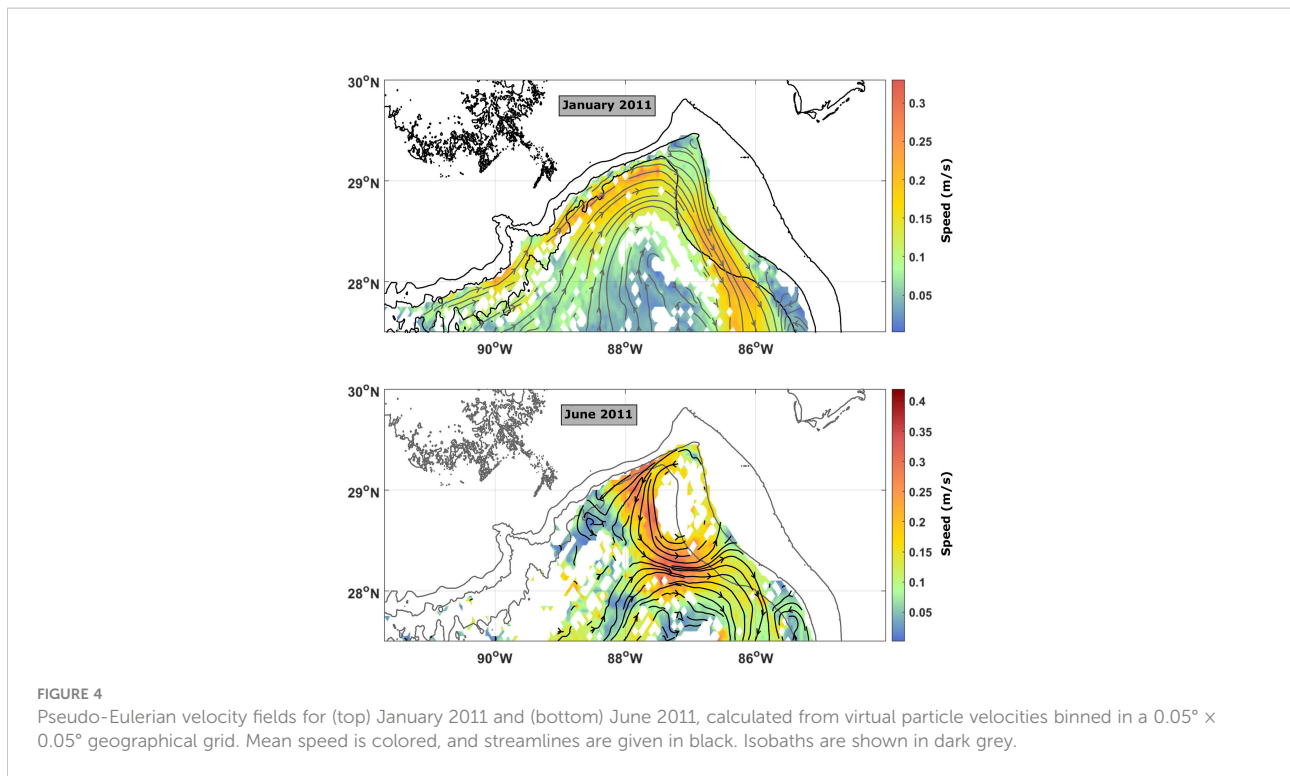 30°N
January 2011
29°N
28°N
90°W
88°W
86°W
0.3
0.25
0.2
0.15
0.1
0.05
Speed (m/s)
30°N
June 2011
29°N
28°N
90°W
88°W
86°W
0.4
0.35
0.3
0.25
0.2
0.15
0.1
0.05
Speed (m/s)
FIGURE 4
Pseudo-Eulerian velocity fields for (top) January 2011 and (bottom) June 2011, calculated from virtual particle velocities binned in a 0.05° ×
0.05° geographical grid. Mean speed is colored, and streamlines are given in black. Isobaths are shown in dark grey.